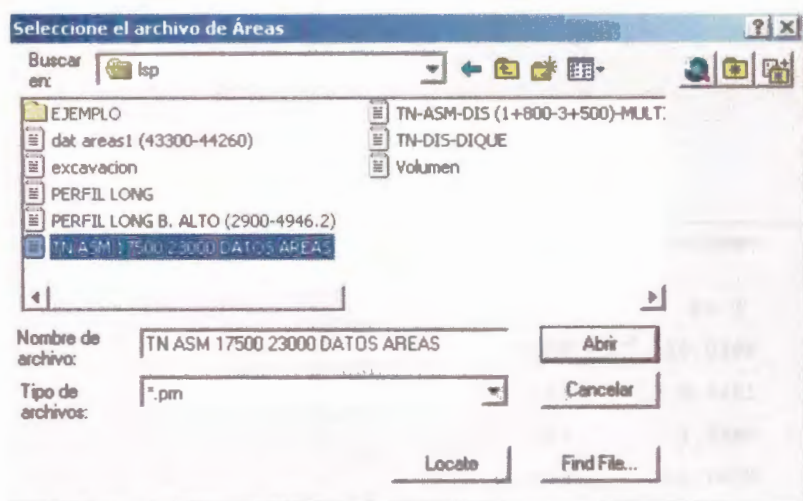 Seleccione el archivo de Áreas
Buscar en:
lsp
EJEMPLO
dat areas1 (43300-44260)
excavacion
PERFIL LONG
PERFIL LONG B. ALTO (2900-4946.2)
TN ASM 17500 23000 DATOS AREAS
TN-ASM-DIS (1+800-3+500)-MULT:
TN-DIS-DIQUE
Volumen
Nombre de archivo:
TN ASM 17500 23000 DATOS AREAS
Abrir
Tipo de archivos:
*.prn
Cancelar
Locate
Find File...